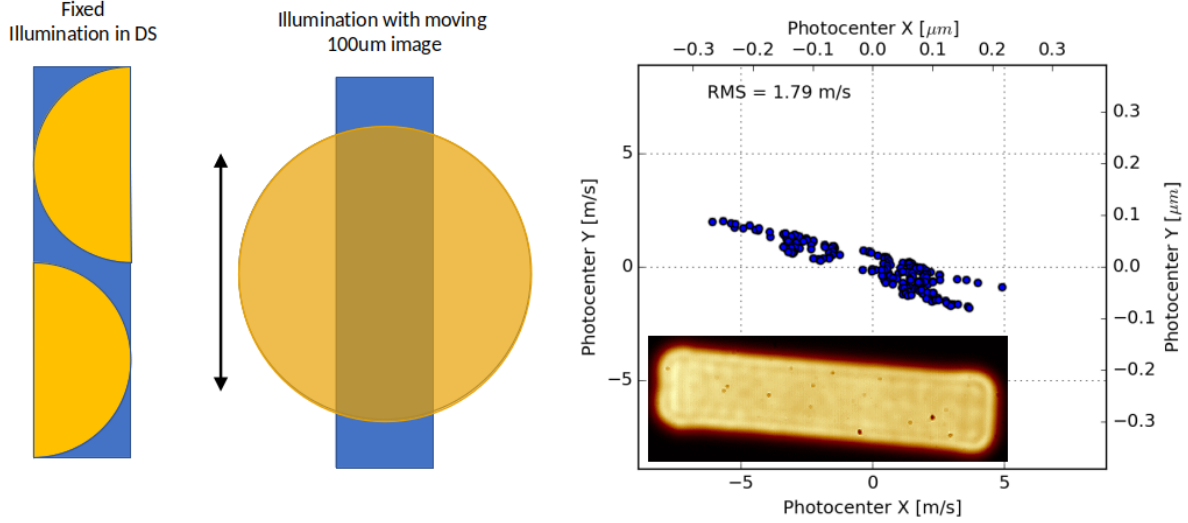 Fixed
Illumination in DS
Illumination with moving
100um image
Photocenter X [μm]
−0.3 −0.2 −0.1 0.0 0.1 0.2 0.3
RMS = 1.79 m/s
Photocenter Y [m/s]
5
0
−5
0.3
0.2
0.1
0.0
−0.1
−0.2
−0.3
Photocenter Y [μm]
−5 0 5
Photocenter X [m/s]